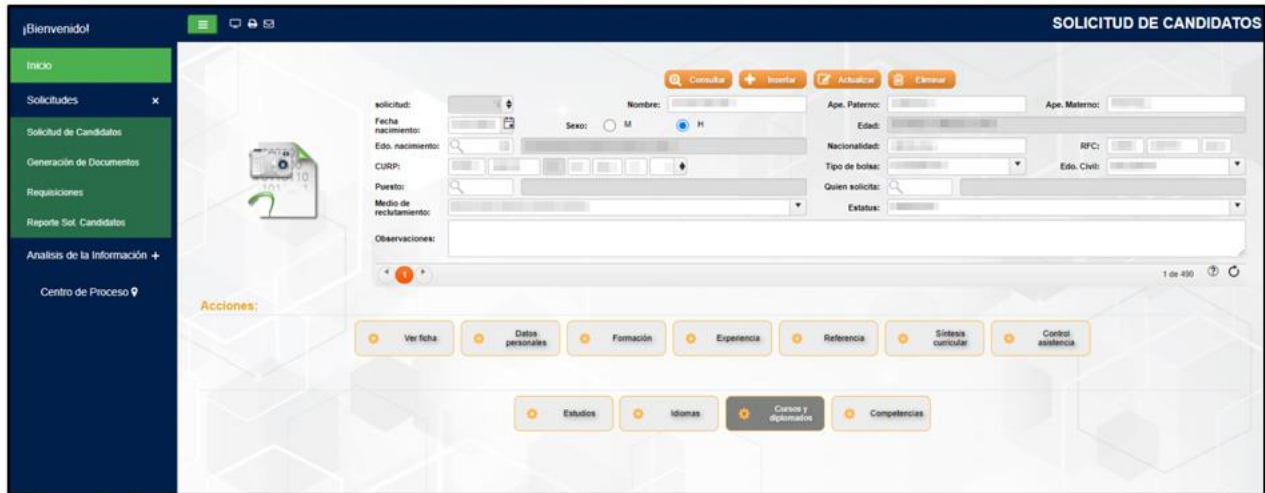 ¡Bienvenido!
SOLICITUD DE CANDIDATOS
Inicio
Solicitudes x
Solicitud de Candidatos
Generación de Documentos
Requisiciones
Reporte Sol. Candidatos
Analisis de la Información +
Centro de Proceso
Consultar Insertar Actualizar Eliminar
solicitud: Nombre: Ape. Paterno: Ape. Materno:
Fecha nacimiento: Sexo: M H Edad:
Edo. nacimiento: Nacionalidad: RFC:
CURP: Tipo de bolsa: Edo. Civil:
Puesto: Quien solicita:
Medio de reclutamiento: Estatus:
Observaciones:
1 1 de 490
Acciones:
Ver ficha Datos personales Formación Experiencia Referencia Síntesis curricular Control asistencia
Estudios Idiomas Cursos y diplomados Competencias